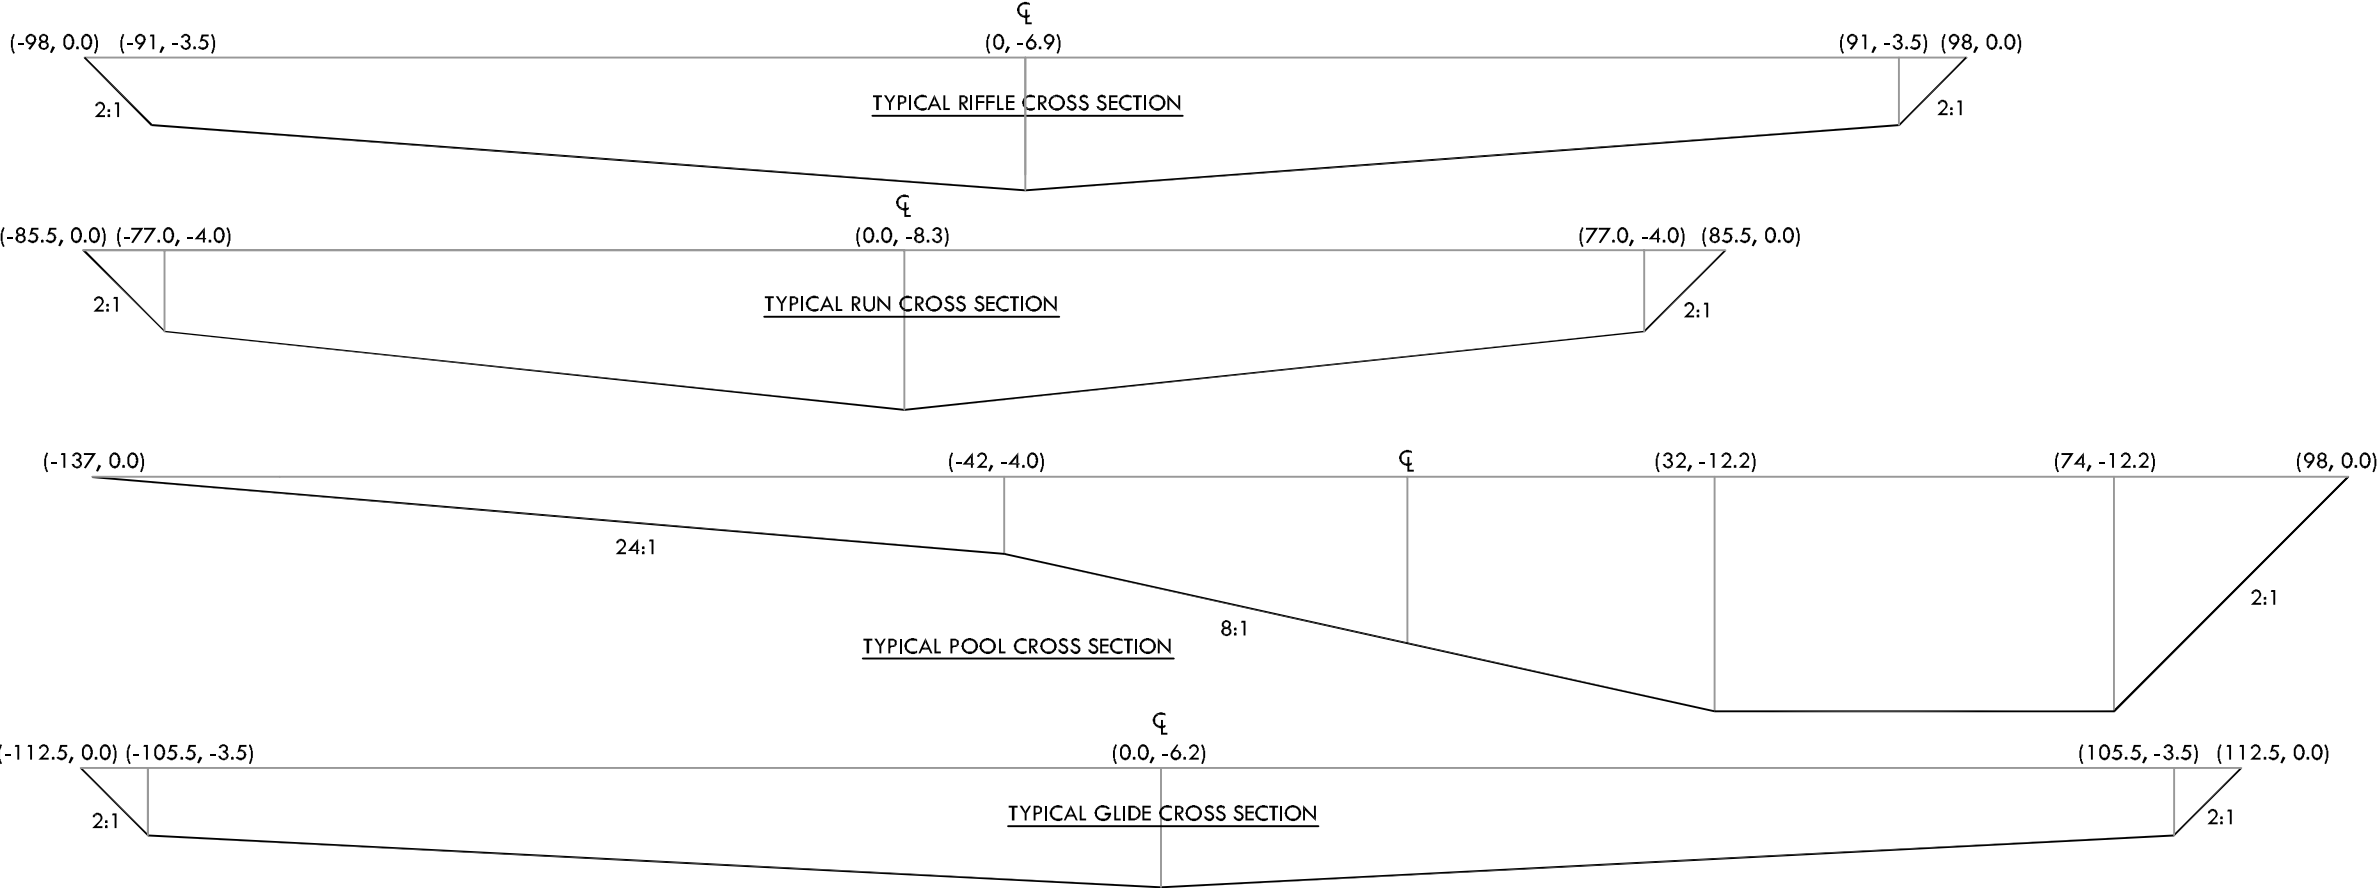 ℄
(-98, 0.0) (-91, -3.5) (0, -6.9) (91, -3.5) (98, 0.0)
TYPICAL RIFFLE CROSS SECTION
2:1 2:1
℄
(-85.5, 0.0) (-77.0, -4.0) (0.0, -8.3) (77.0, -4.0) (85.5, 0.0)
2:1 TYPICAL RUN CROSS SECTION 2:1
(-137, 0.0) (-42, -4.0) ℄ (32, -12.2) (74, -12.2) (98, 0.0)
24:1
2:1
8:1
TYPICAL POOL CROSS SECTION
℄
(-112.5, 0.0) (-105.5, -3.5) (0.0, -6.2) (105.5, -3.5) (112.5, 0.0)
2:1 TYPICAL GLIDE CROSS SECTION 2:1